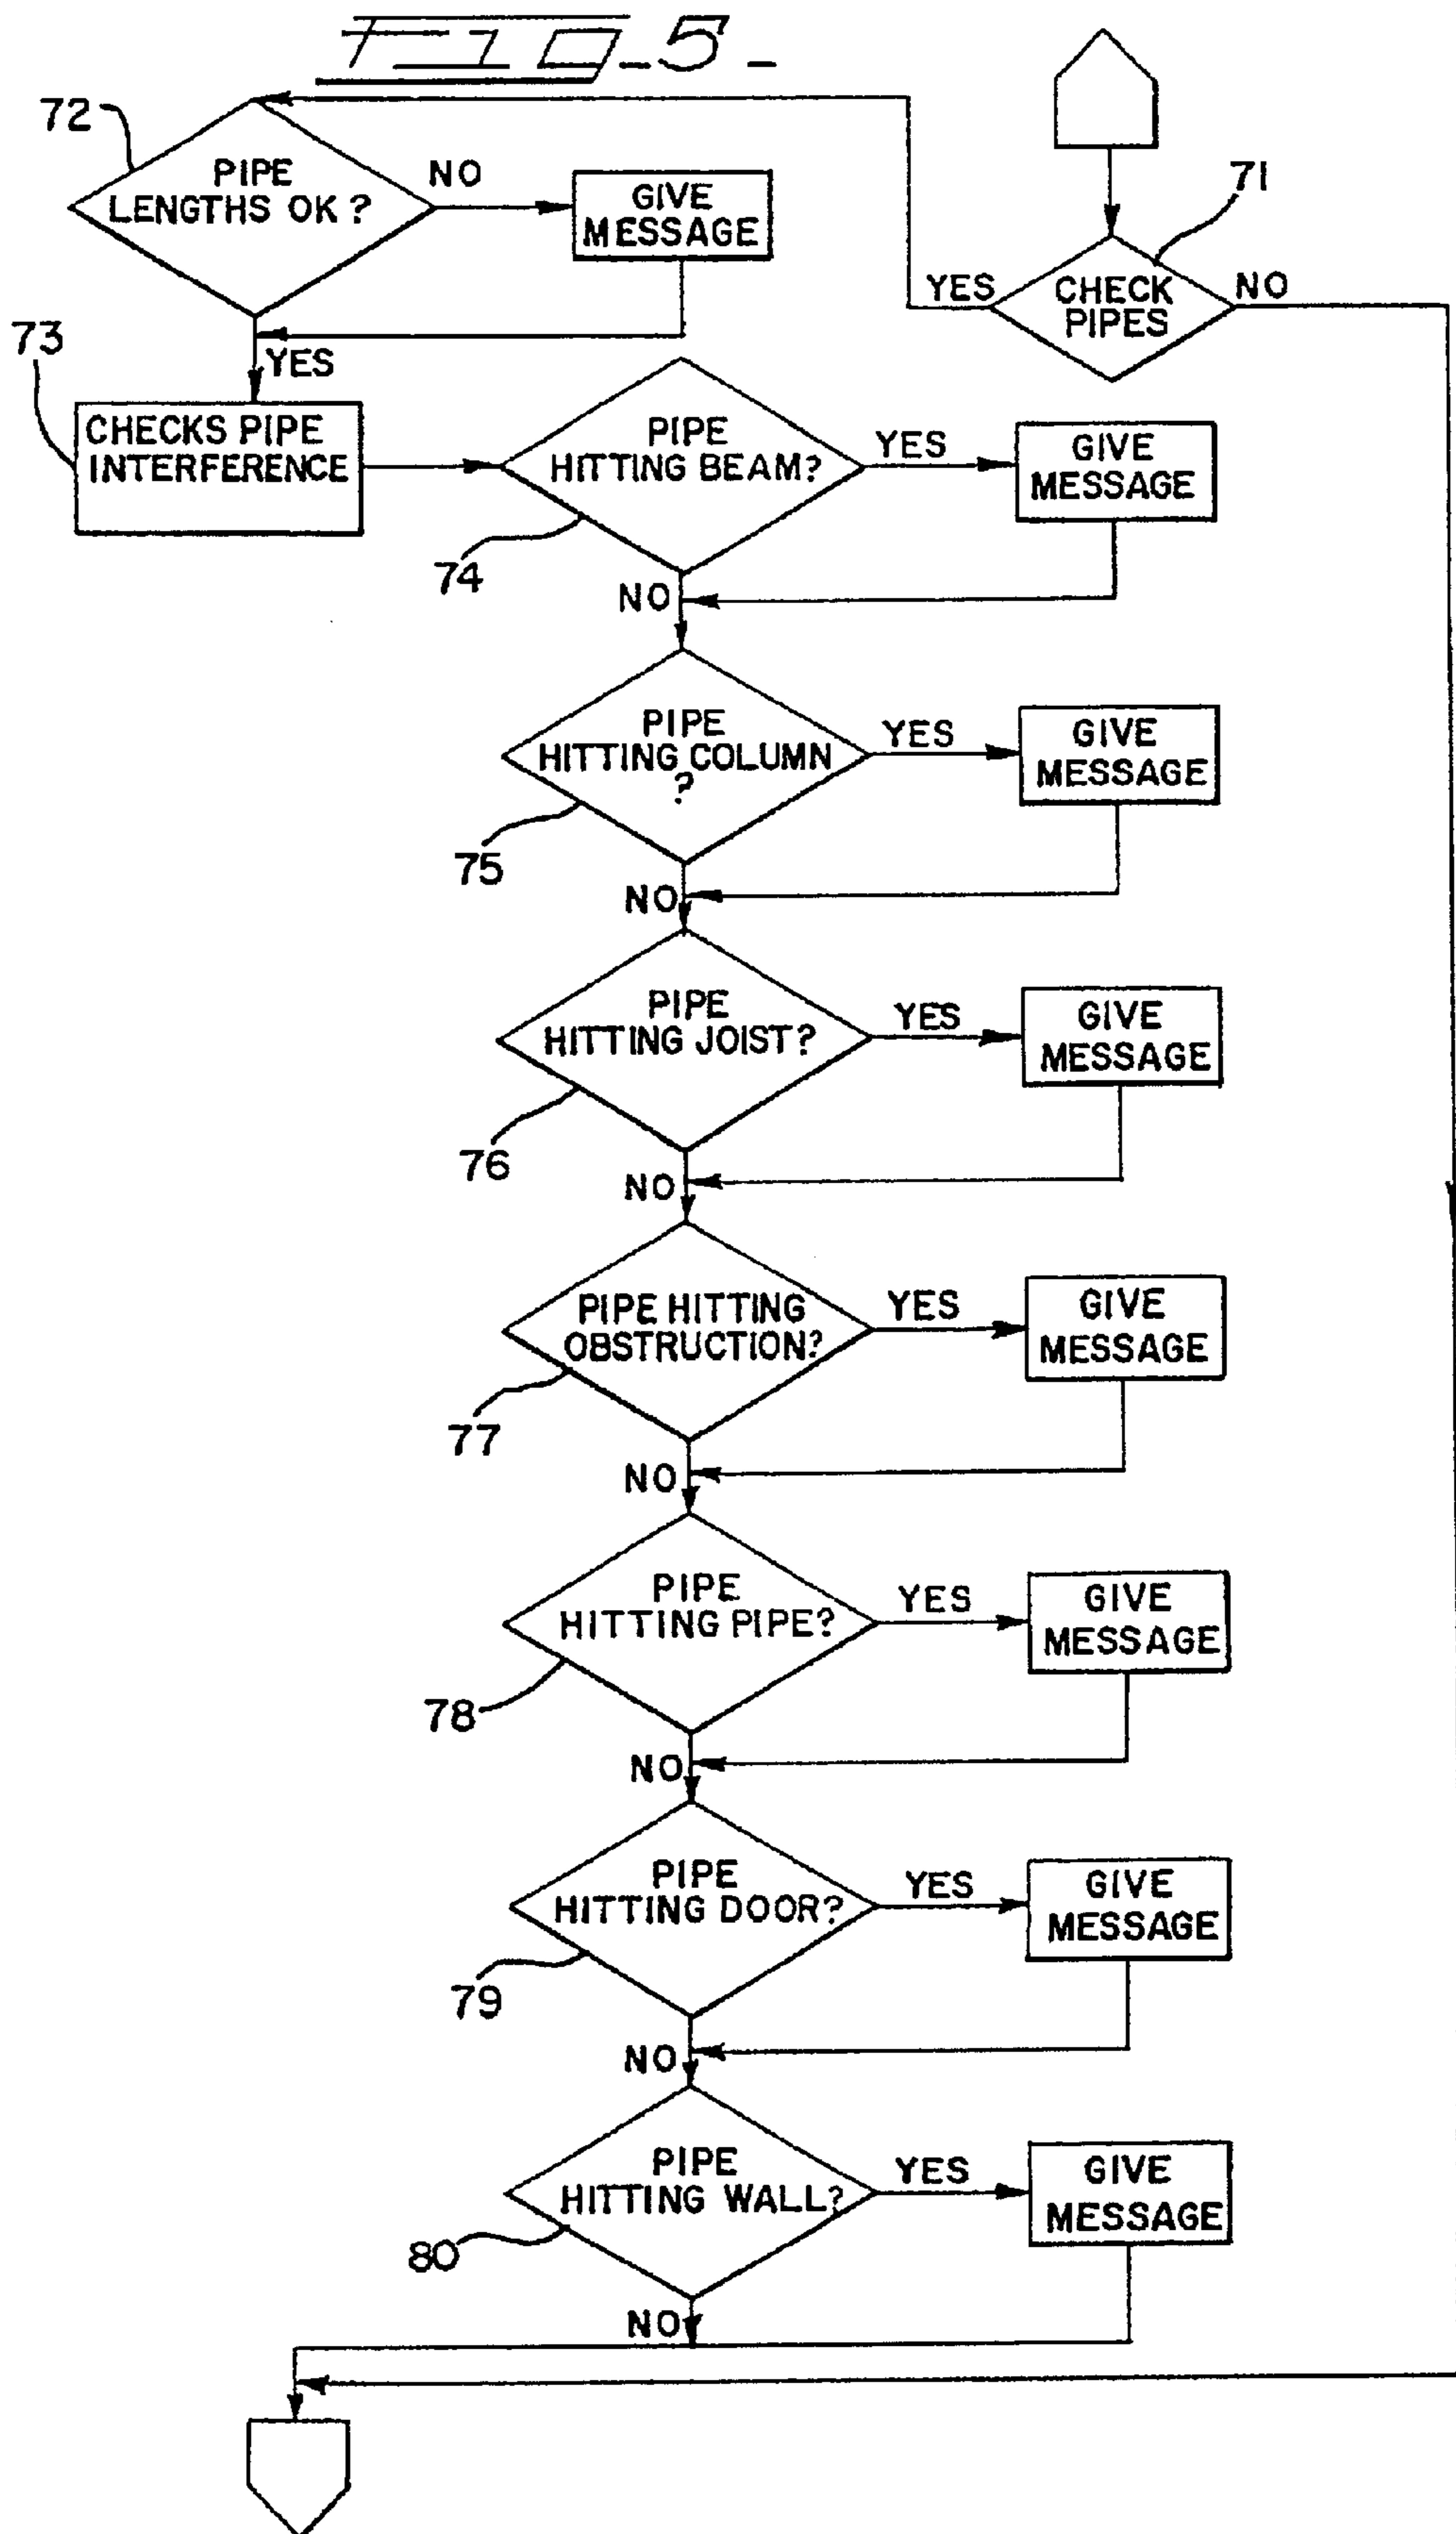 FIG_5_
72
PIPE
LENGTHS OK?
NO
GIVE
MESSAGE
YES
CHECK
PIPES
NO
71
73
YES
CHECKS PIPE
INTERFERENCE
PIPE
HITTING BEAM?
YES
GIVE
MESSAGE
74
NO
PIPE
HITTING COLUMN
?
YES
GIVE
MESSAGE
75
NO
PIPE
HITTING JOIST?
YES
GIVE
MESSAGE
76
NO
PIPE HITTING
OBSTRUCTION?
YES
GIVE
MESSAGE
77
NO
PIPE
HITTING PIPE?
YES
GIVE
MESSAGE
78
NO
PIPE
HITTING DOOR?
YES
GIVE
MESSAGE
79
NO
PIPE
HITTING WALL?
YES
GIVE
MESSAGE
80
NO